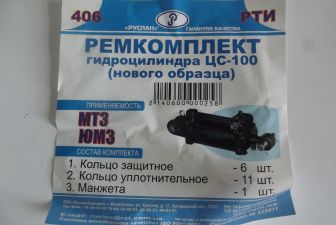 406 «РУСЛАН» ГАРАНТИЯ КАЧЕСТВА РТИ
РЕМКОМПЛЕКТ
гидроцилиндра ЦС-100
(нового образца)
2140600000258
ПРИМЕНЯЕМОСТЬ
МТЗ
ЮМЗ
СОСТАВ КОМПЛЕКТА
1. Кольцо защитное - 6 шт.
2. Кольцо уплотнительное - 11 шт.
3. Манжета - 1 шт.